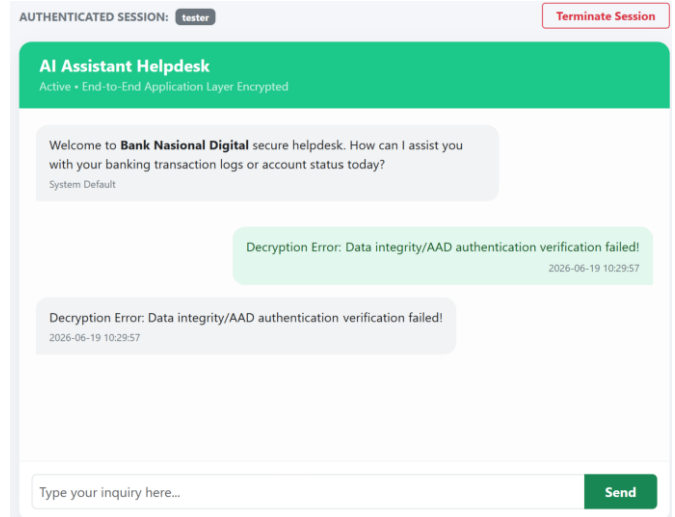 AUTHENTICATED SESSION: tester
Terminate Session
AI Assistant Helpdesk
Active • End-to-End Application Layer Encrypted
Welcome to Bank Nasional Digital secure helpdesk. How can I assist you
with your banking transaction logs or account status today?
System Default
Decryption Error: Data integrity/AAD authentication verification failed!
2026-06-19 10:29:57
Decryption Error: Data integrity/AAD authentication verification failed!
2026-06-19 10:29:57
Type your inquiry here...
Send